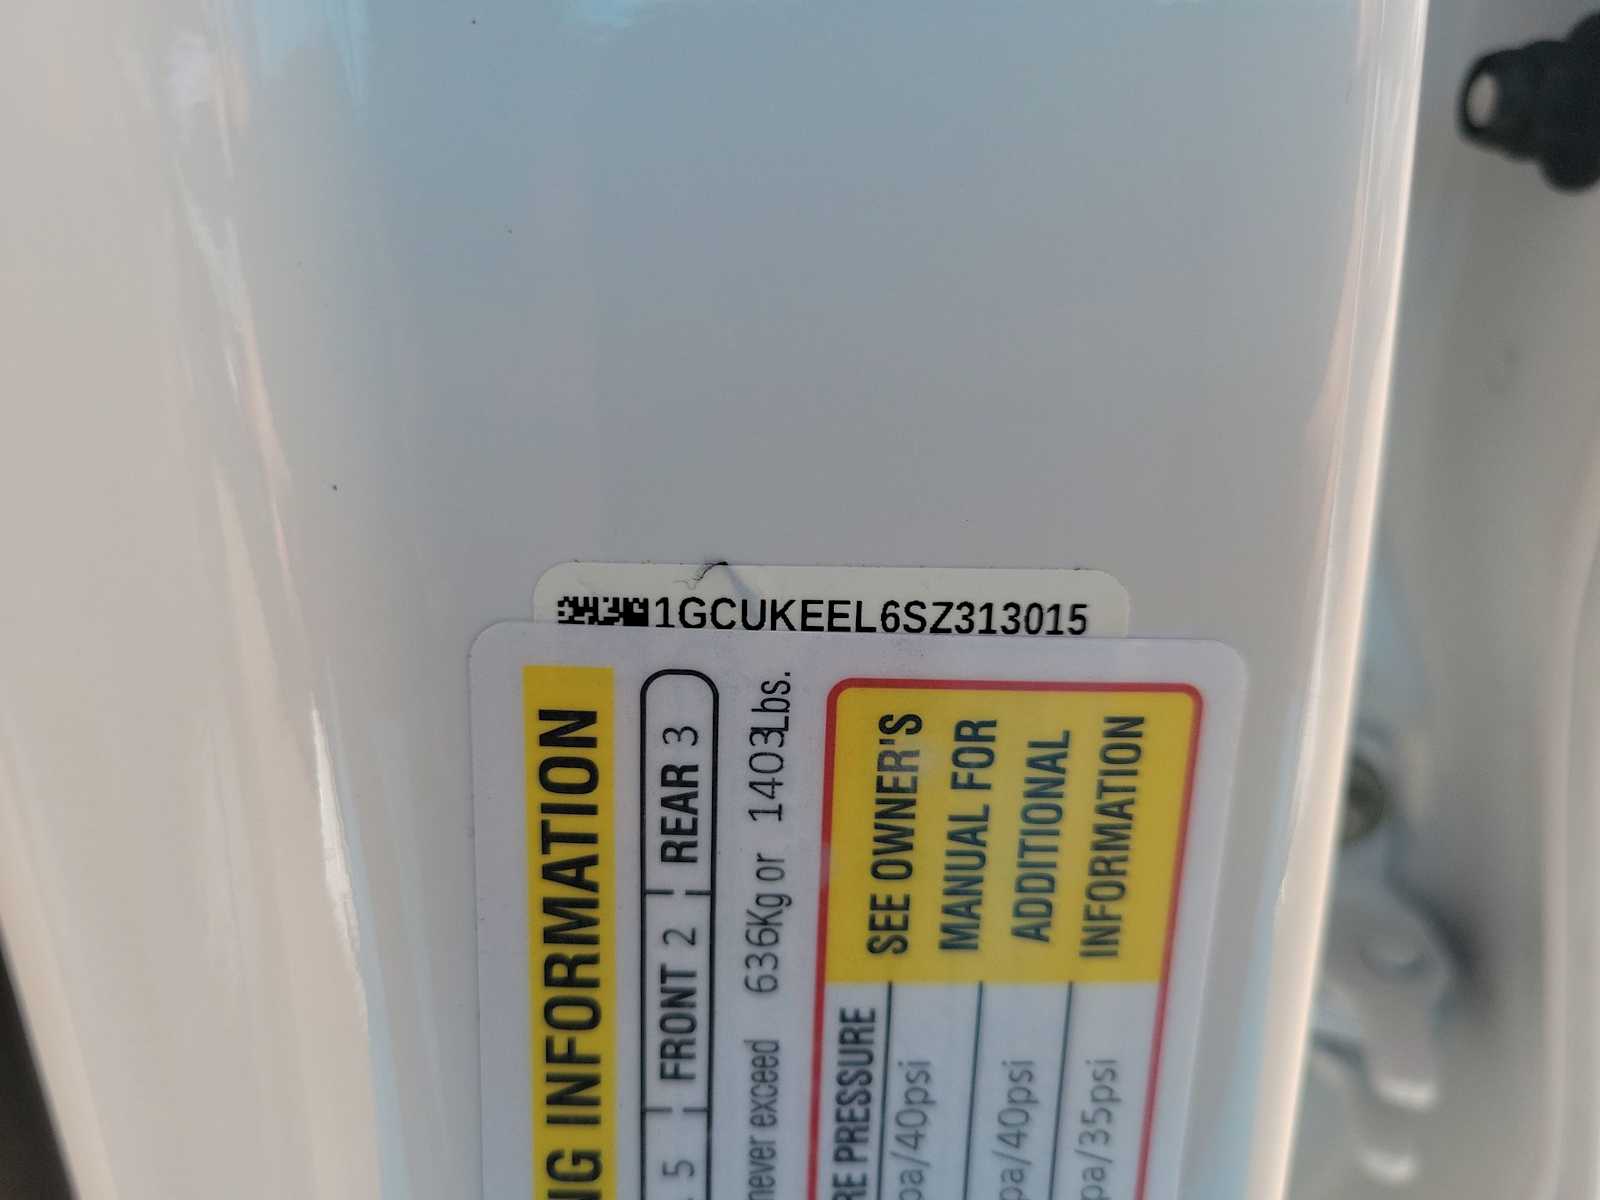 1GCUKEEL6SZ313015
NG INFORMATION
5 FRONT 2 REAR 3
never exceed 636Kg or 1403Lbs.
RE PRESSURE
SEE OWNER'S
MANUAL FOR
ADDITIONAL
INFORMATION
pa/40psi
pa/40psi
pa/35psi